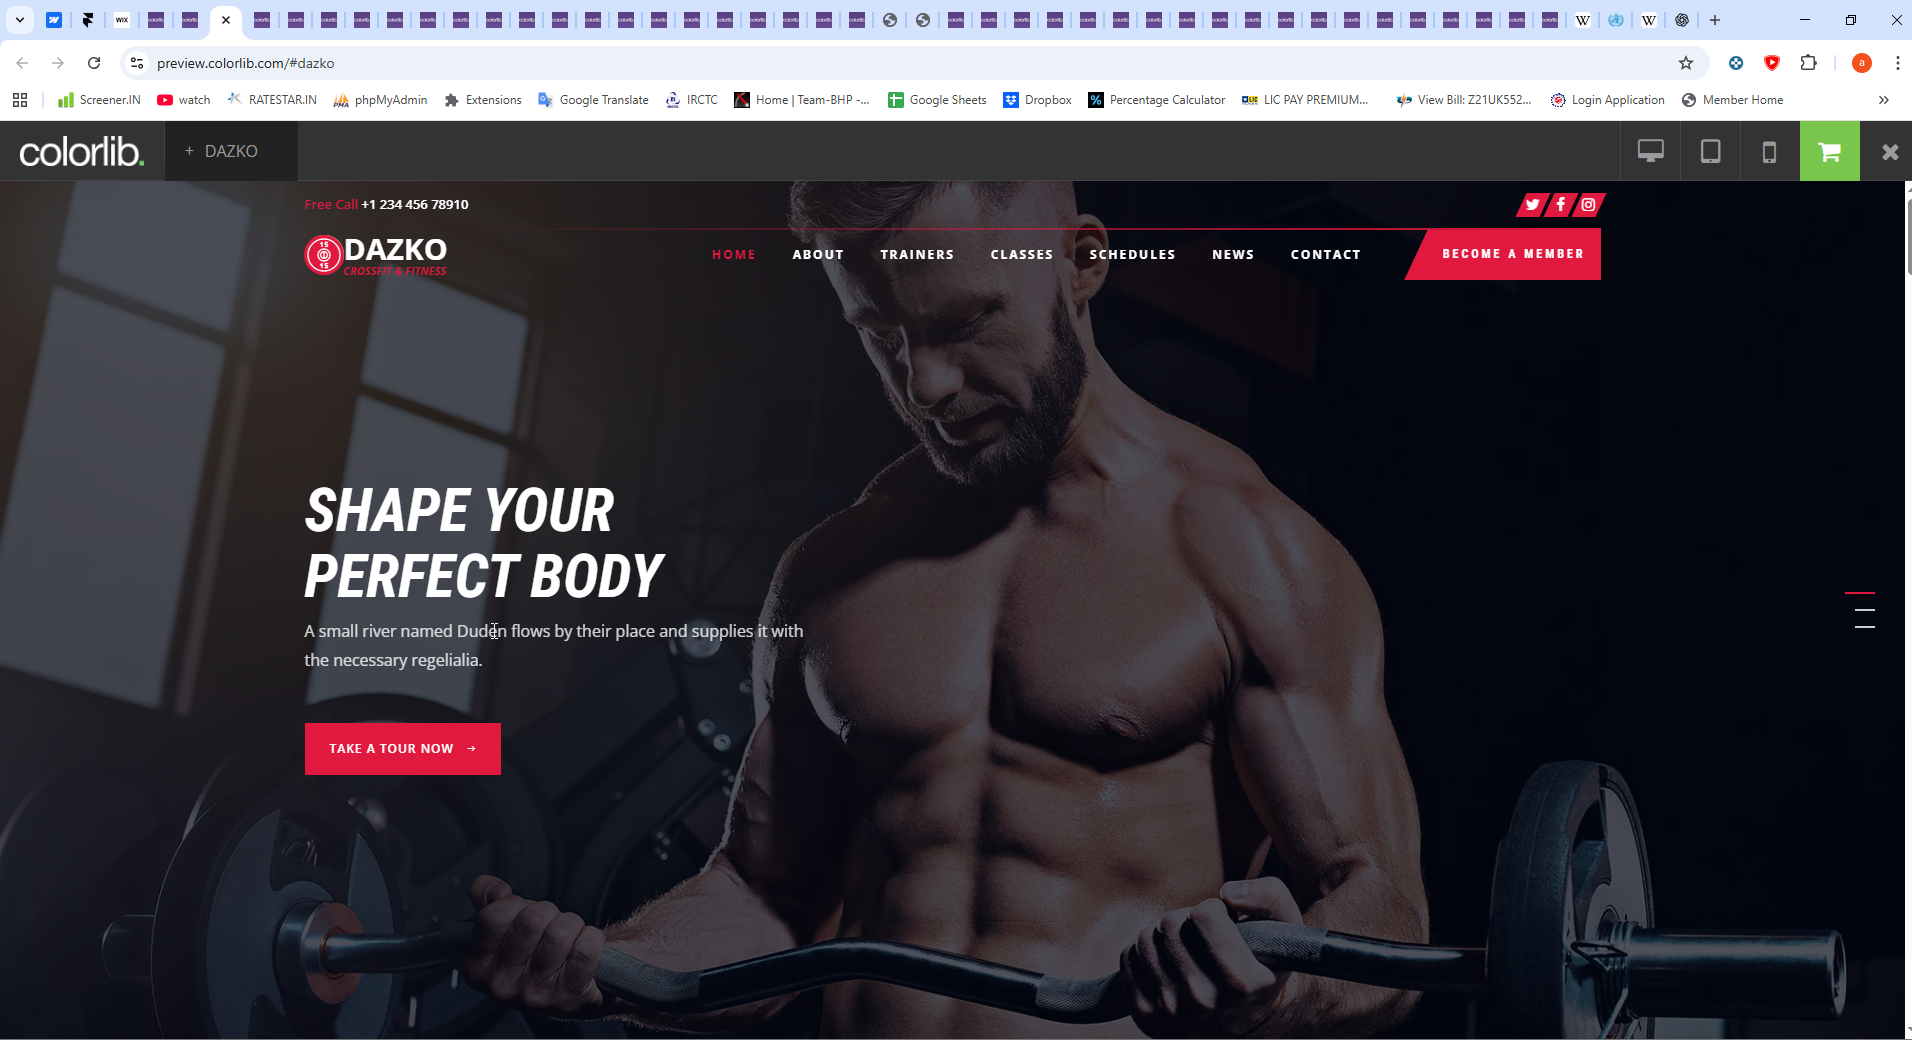 preview.colorlib.com/#dazko
a
Screener.IN
watch
RATESTAR.IN
phpMyAdmin
Extensions
Google Translate
IRCTC
Home | Team-BHP -...
Google Sheets
Dropbox
Percentage Calculator
LIC PAY PREMIUM...
View Bill: Z21UK552...
Login Application
Member Home
colorlib.
+ DAZKO
Free Call +1 234 456 78910
DAZKO
CROSSFIT & FITNESS
15
15
HOME
ABOUT
TRAINERS
CLASSES
SCHEDULES
NEWS
CONTACT
BECOME A MEMBER
SHAPE YOUR
PERFECT BODY
A small river named Duden flows by their place and supplies it with
the necessary regelialia.
TAKE A TOUR NOW →